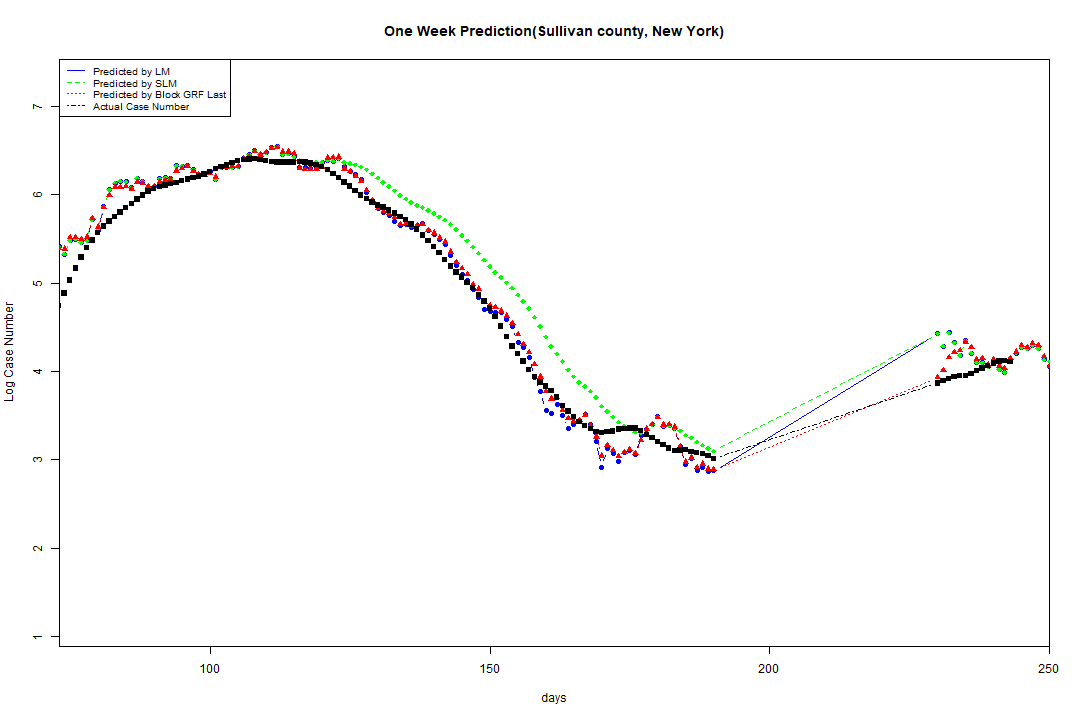 One Week Prediction(Sullivan county, New York)
Predicted by LM
Predicted by SLM
Predicted by Block GRF Last
Actual Case Number
7
6
5
4
3
2
1
Log Case Number
100
150
200
250
days